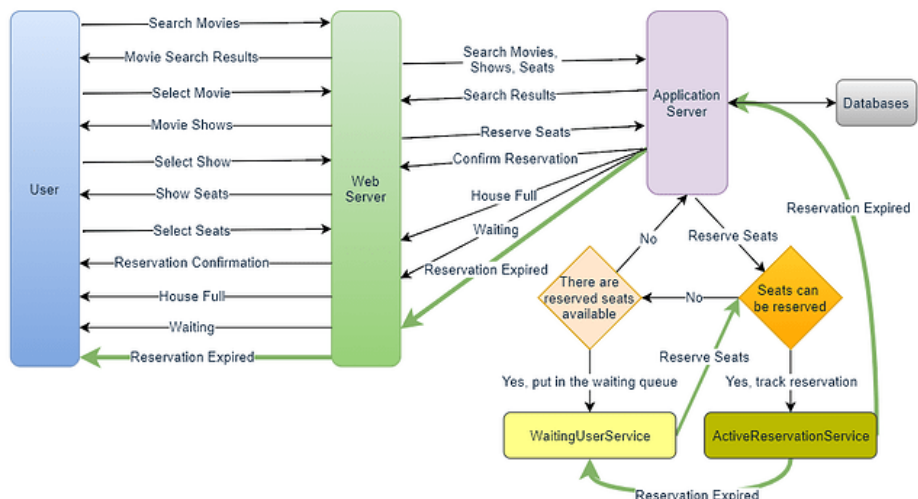 Search Movies
Movie Search Results
Select Movie
Movie Shows
Select Show
Show Seats
Select Seats
Reservation Confirmation
House Full
Waiting
Reservation Expired
User
Web
Server
Search Movies,
Shows, Seats
Search Results
Reserve Seats
Confirm Reservation
House Full
Waiting
Reservation Expired
Application
Server
Databases
Reservation Expired
No
Reserve Seats
There are
reserved seats
available
No
Seats can
be reserved
Reserve Seats
Yes, put in the waiting queue
Yes, track reservation
WaitingUserService
ActiveReservationService
Reservation Expired